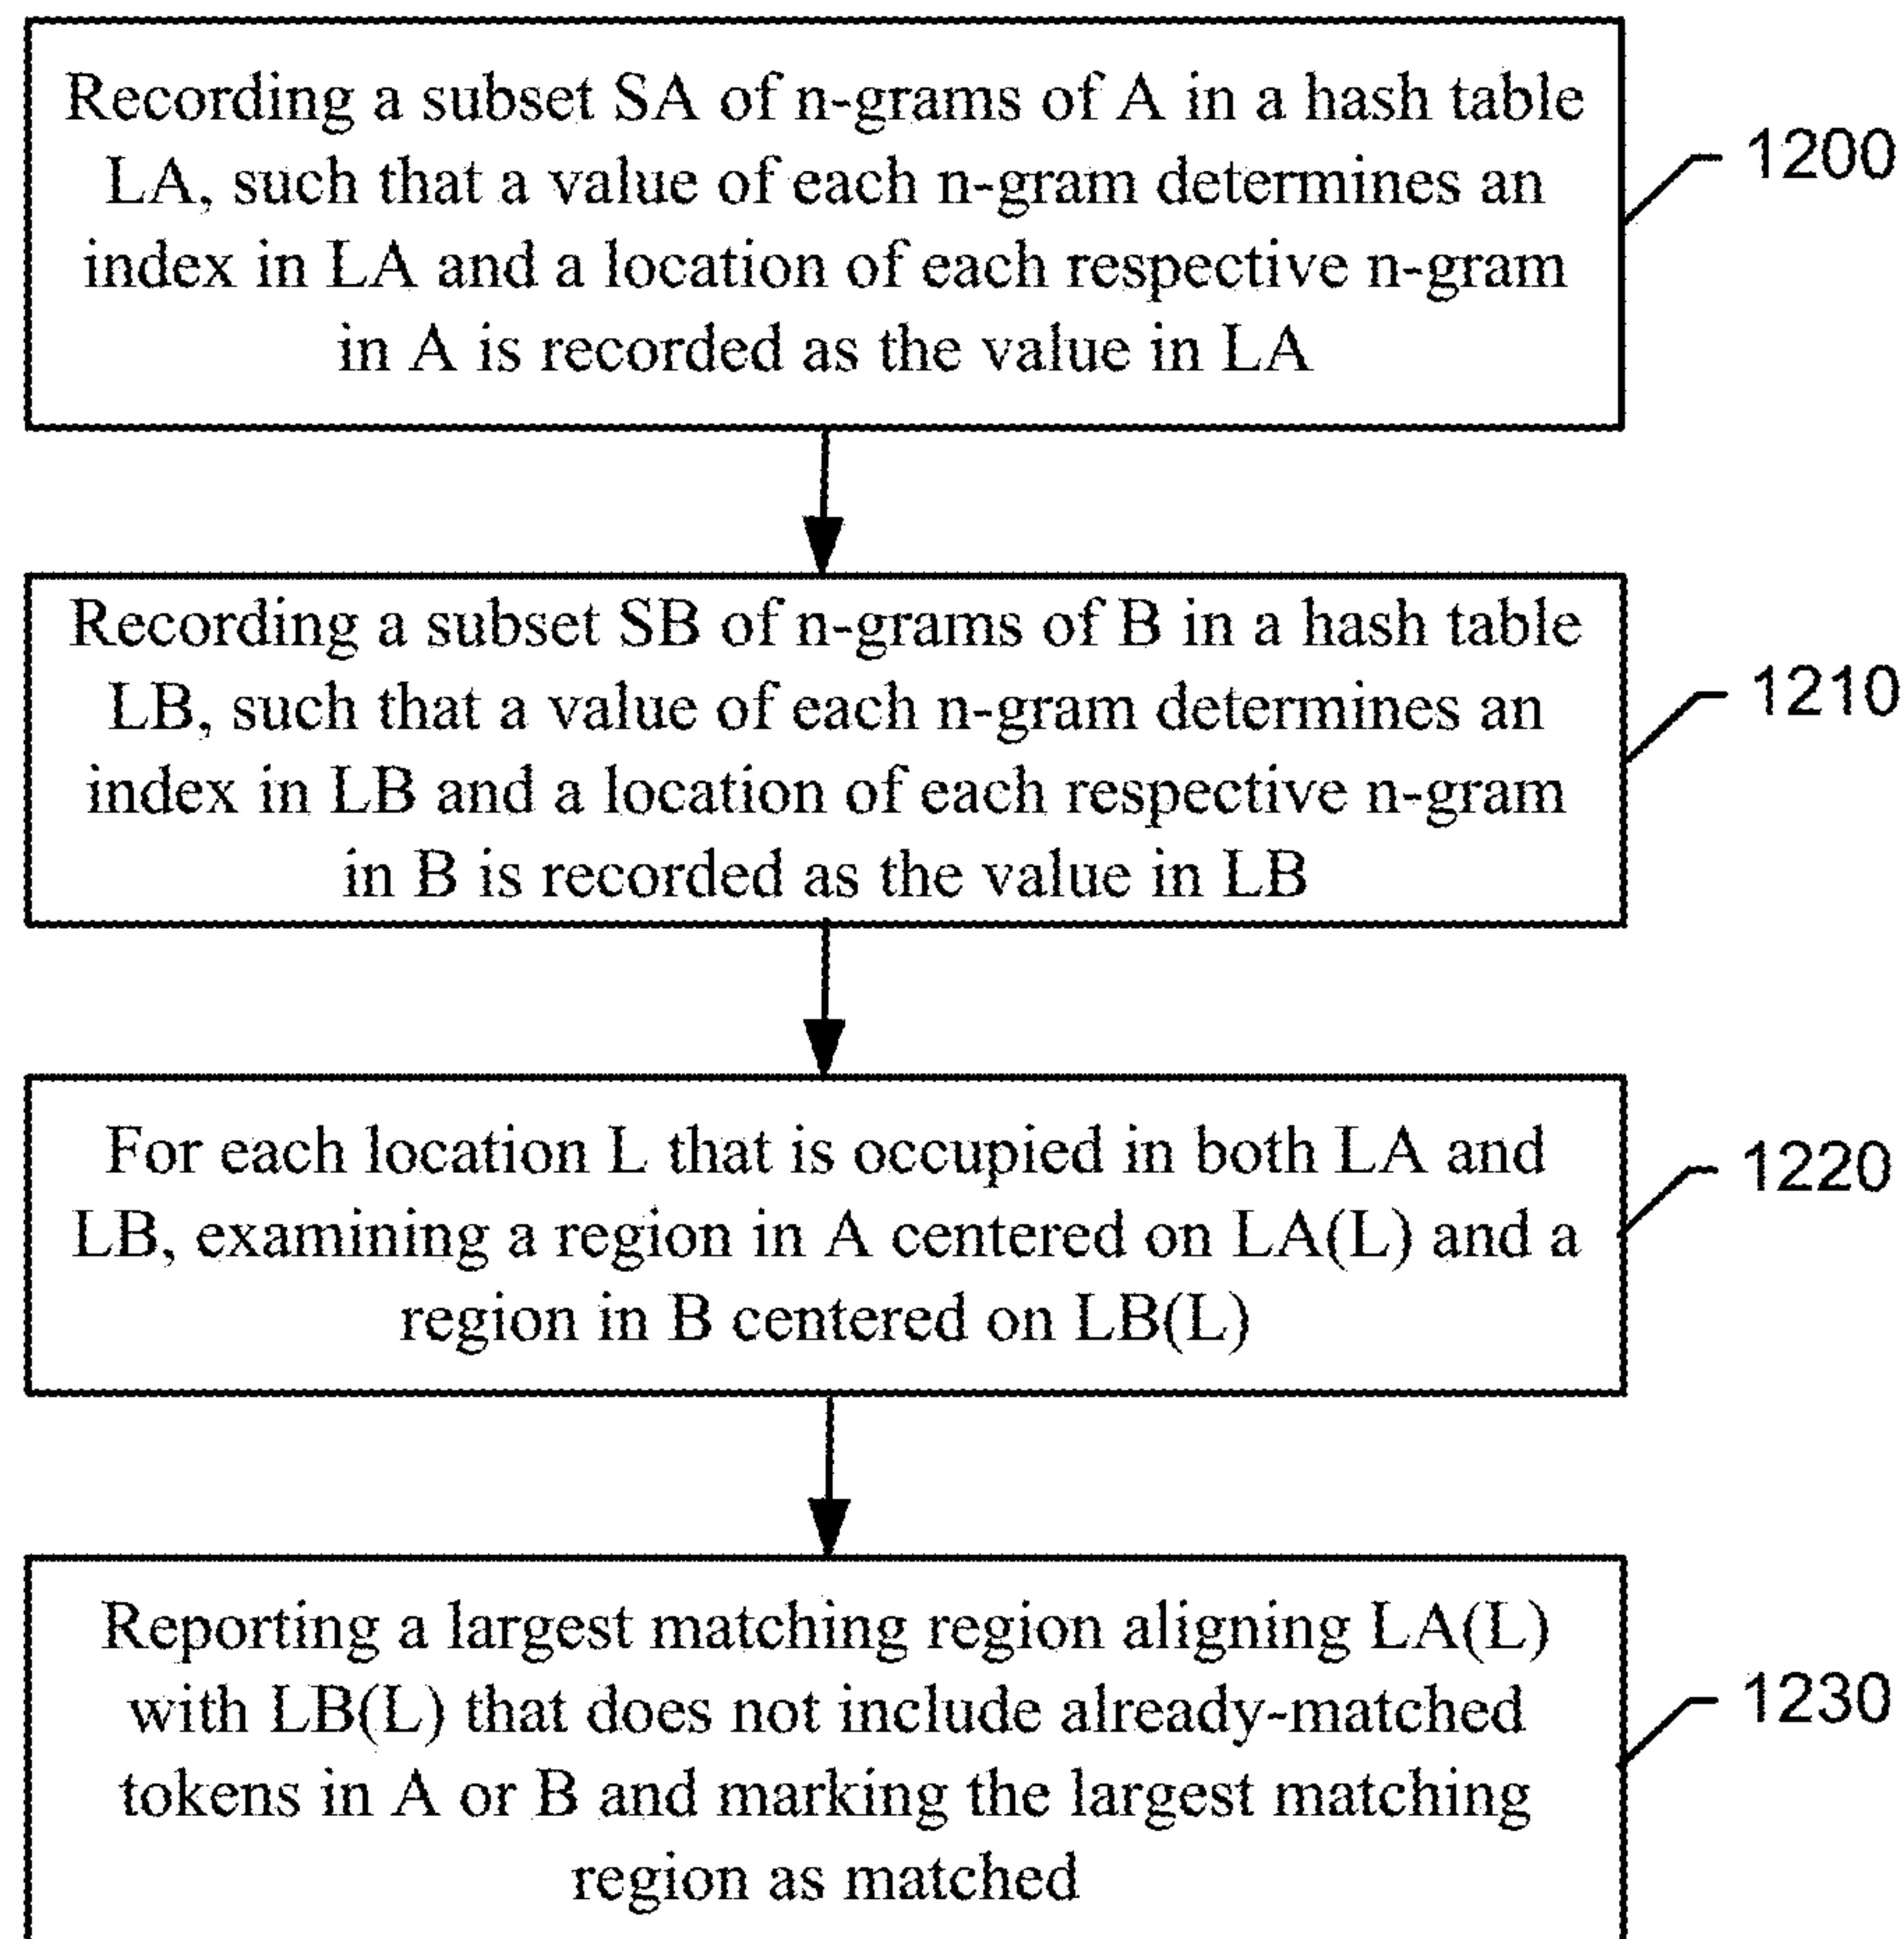 Recording a subset SA of n-grams of A in a hash table
LA, such that a value of each n-gram determines an
index in LA and a location of each respective n-gram
in A is recorded as the value in LA
1200
Recording a subset SB of n-grams of B in a hash table
LB, such that a value of each n-gram determines an
index in LB and a location of each respective n-gram
in B is recorded as the value in LB
1210
For each location L that is occupied in both LA and
LB, examining a region in A centered on LA(L) and a
region in B centered on LB(L)
1220
Reporting a largest matching region aligning LA(L)
with LB(L) that does not include already-matched
tokens in A or B and marking the largest matching
region as matched
1230